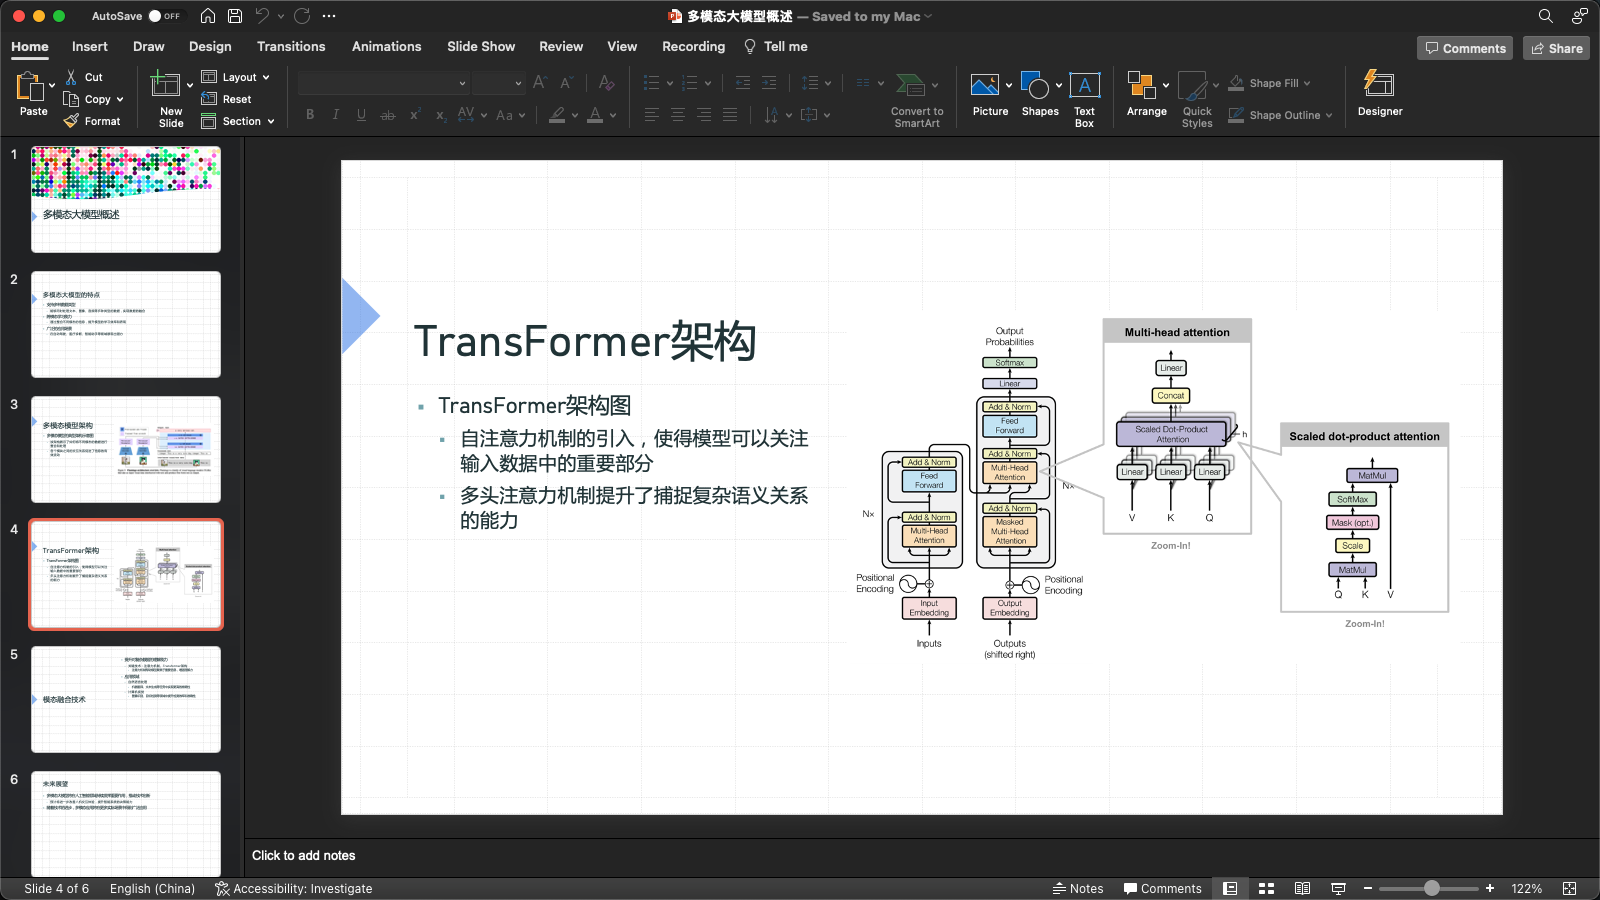 AutoSave OFF
多模态大模型概述 — Saved to my Mac
Home Insert Draw Design Transitions Animations Slide Show Review View Recording Tell me
Comments Share
Paste
Cut
Copy
Format
New Slide
Layout
Reset
Section
Convert to SmartArt
Picture
Shapes
Text Box
Arrange
Quick Styles
Shape Fill
Shape Outline
Designer
1
多模态大模型概述
2
多模态大模型的特点
3
多模态模型架构
4
TransFormer架构
5
模态融合技术
6
未来展望
TransFormer架构
TransFormer架构图
自注意力机制的引入，使得模型可以关注
输入数据中的重要部分
多头注意力机制提升了捕捉复杂语义关系
的能力
Output
Probabilities
Softmax
Linear
Add & Norm
Feed
Forward
Add & Norm
Multi-Head
Attention
Add & Norm
Masked
Multi-Head
Attention
Nx
Add & Norm
Feed
Forward
Add & Norm
Multi-Head
Attention
Nx
Positional
Encoding
Positional
Encoding
Input
Embedding
Output
Embedding
Inputs
Outputs
(shifted right)
Multi-head attention
Linear
Concat
Scaled Dot-Product
Attention
h
Linear Linear Linear
V K Q
Zoom-In!
Scaled dot-product attention
MatMul
SoftMax
Mask (opt.)
Scale
MatMul
Q K V
Zoom-In!
Click to add notes
Slide 4 of 6 English (China) Accessibility: Investigate Notes Comments 122%